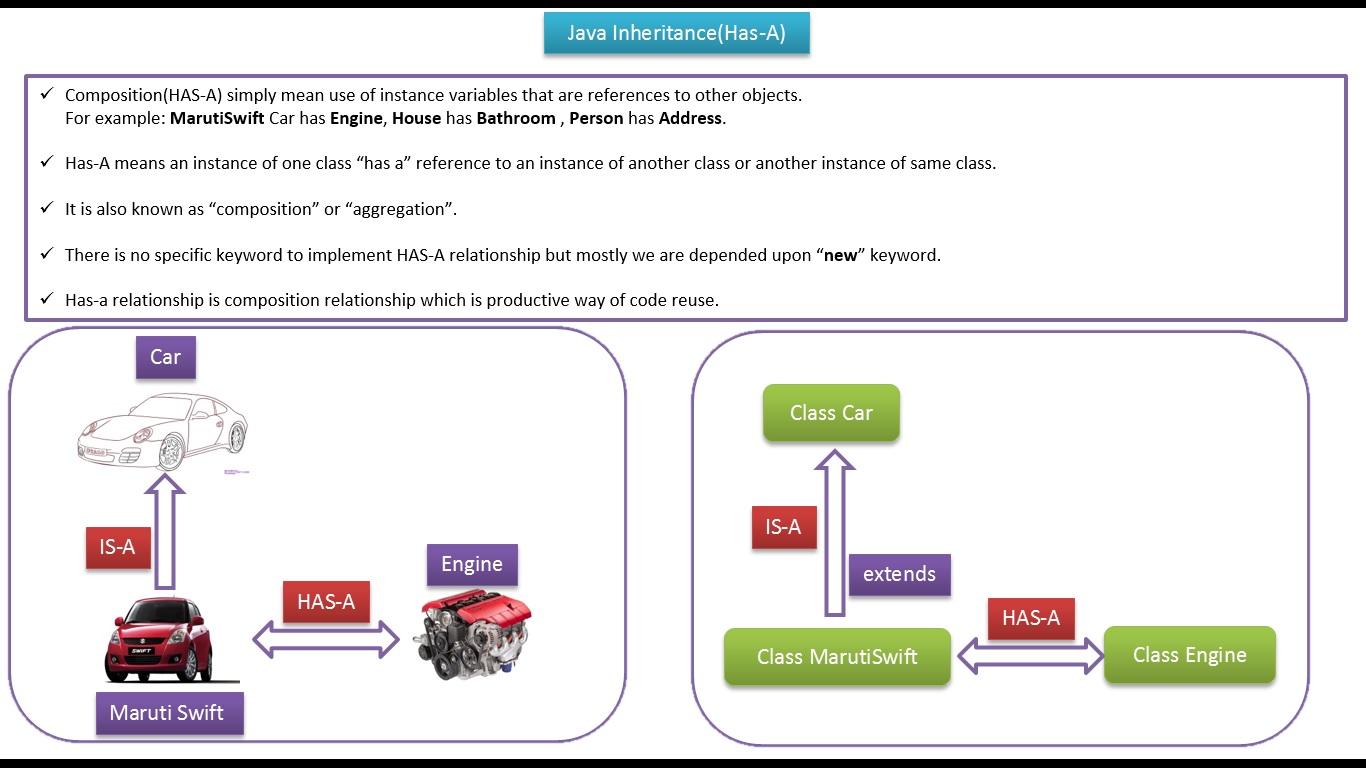 Java Inheritance(Has-A)
✓ Composition(HAS-A) simply mean use of instance variables that are references to other objects.
For example: MarutiSwift Car has Engine, House has Bathroom , Person has Address.
✓ Has-A means an instance of one class “has a” reference to an instance of another class or another instance of same class.
✓ It is also known as “composition” or “aggregation”.
✓ There is no specific keyword to implement HAS-A relationship but mostly we are depended upon “new” keyword.
✓ Has-a relationship is composition relationship which is productive way of code reuse.
Car
IS-A
Engine
HAS-A
SWIFT
Maruti Swift
Class Car
IS-A
extends
HAS-A
Class MarutiSwift
Class Engine